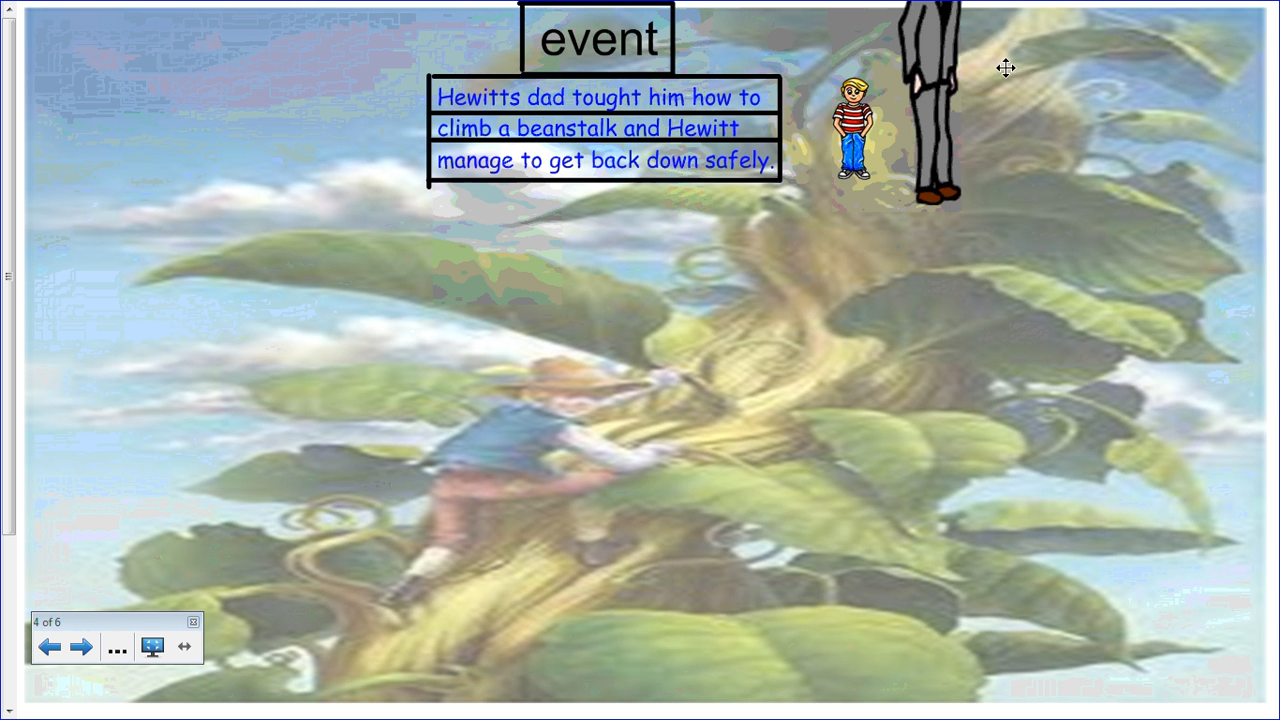 event
Hewitts dad tought him how to
climb a beanstalk and Hewitt
manage to get back down safely.
4 of 6
...